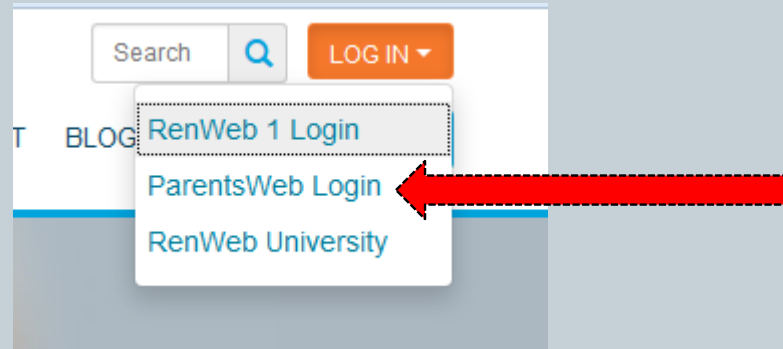 Search LOG IN
T BLOG
RenWeb 1 Login
ParentsWeb Login
RenWeb University